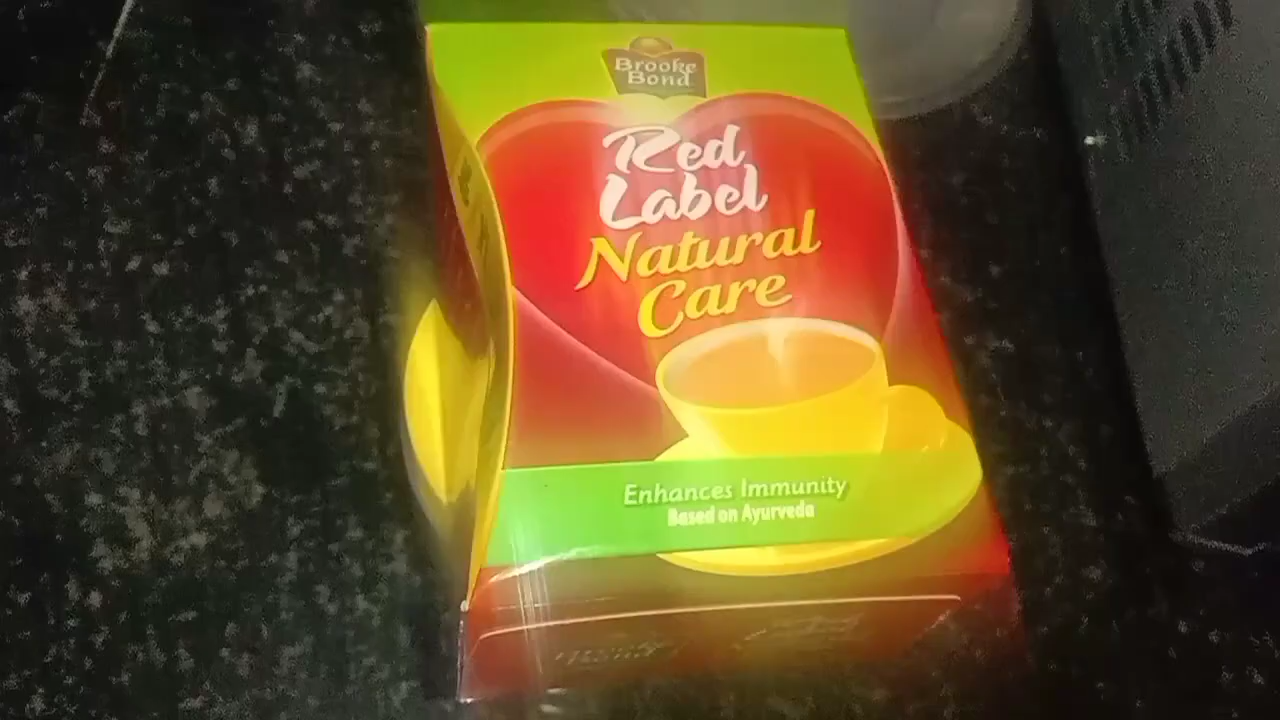 Brooke
Bond
Red
Label
Natural
Care
Enhances Immunity
Based on Ayurveda